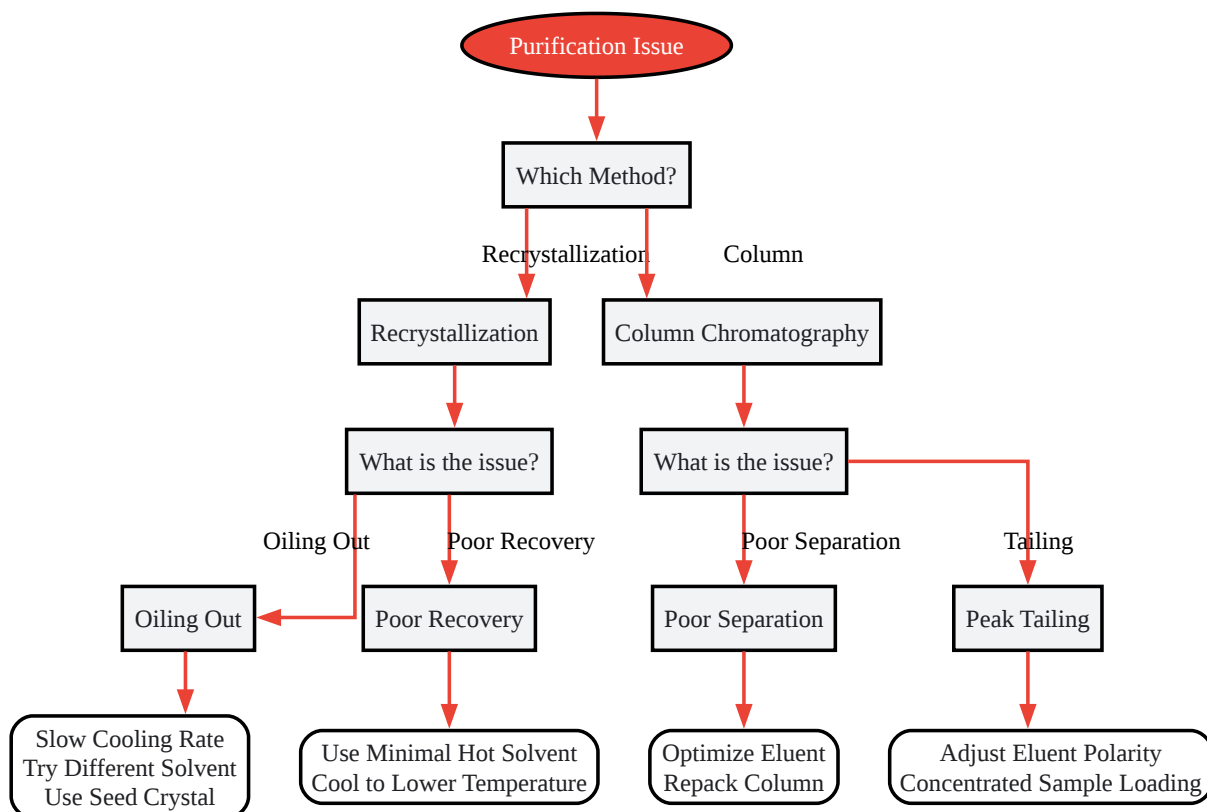 Purification Issue
Which Method?
Recrystallization
Column
Recrystallization
Column Chromatography
What is the issue?
What is the issue?
Oiling Out
Poor Recovery
Poor Separation
Tailing
Oiling Out
Poor Recovery
Poor Separation
Peak Tailing
Slow Cooling Rate
Try Different Solvent
Use Seed Crystal
Use Minimal Hot Solvent
Cool to Lower Temperature
Optimize Eluent
Repack Column
Adjust Eluent Polarity
Concentrated Sample Loading